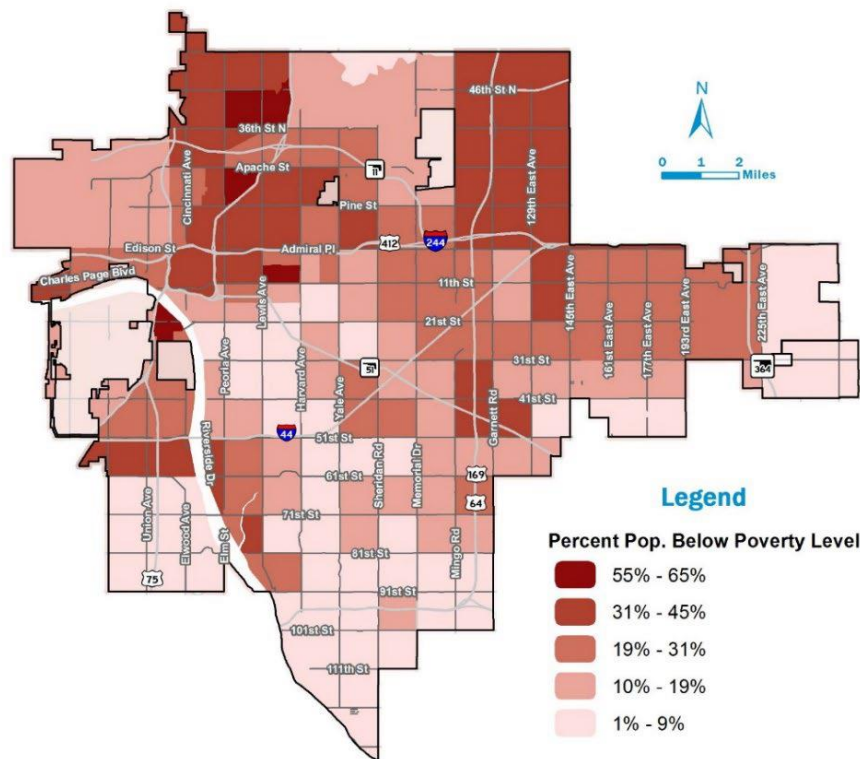 N
0 1 2
Miles
46th St N
36th St N
Cincinnati Ave
Apache St
11
129th East Ave
Pine St
Edison St
Admiral Pl
412
244
Charles Page Blvd
Lewis Ave
11th St
145th East Ave
161st East Ave
177th East Ave
193rd East Ave
225th East Ave
21st St
Peoria Ave
Harvard Ave
Yale Ave
51
31st St
364
41st St
Garnett Rd
Riverside Dr
44
51st St
Sheridan Rd
Memorial Dr
61st St
169
64
Union Ave
Elwood Ave
Elm St
71st St
Mingo Rd
81st St
75
91st St
101st St
111th St
Legend
Percent Pop. Below Poverty Level
55% - 65%
31% - 45%
19% - 31%
10% - 19%
1% - 9%